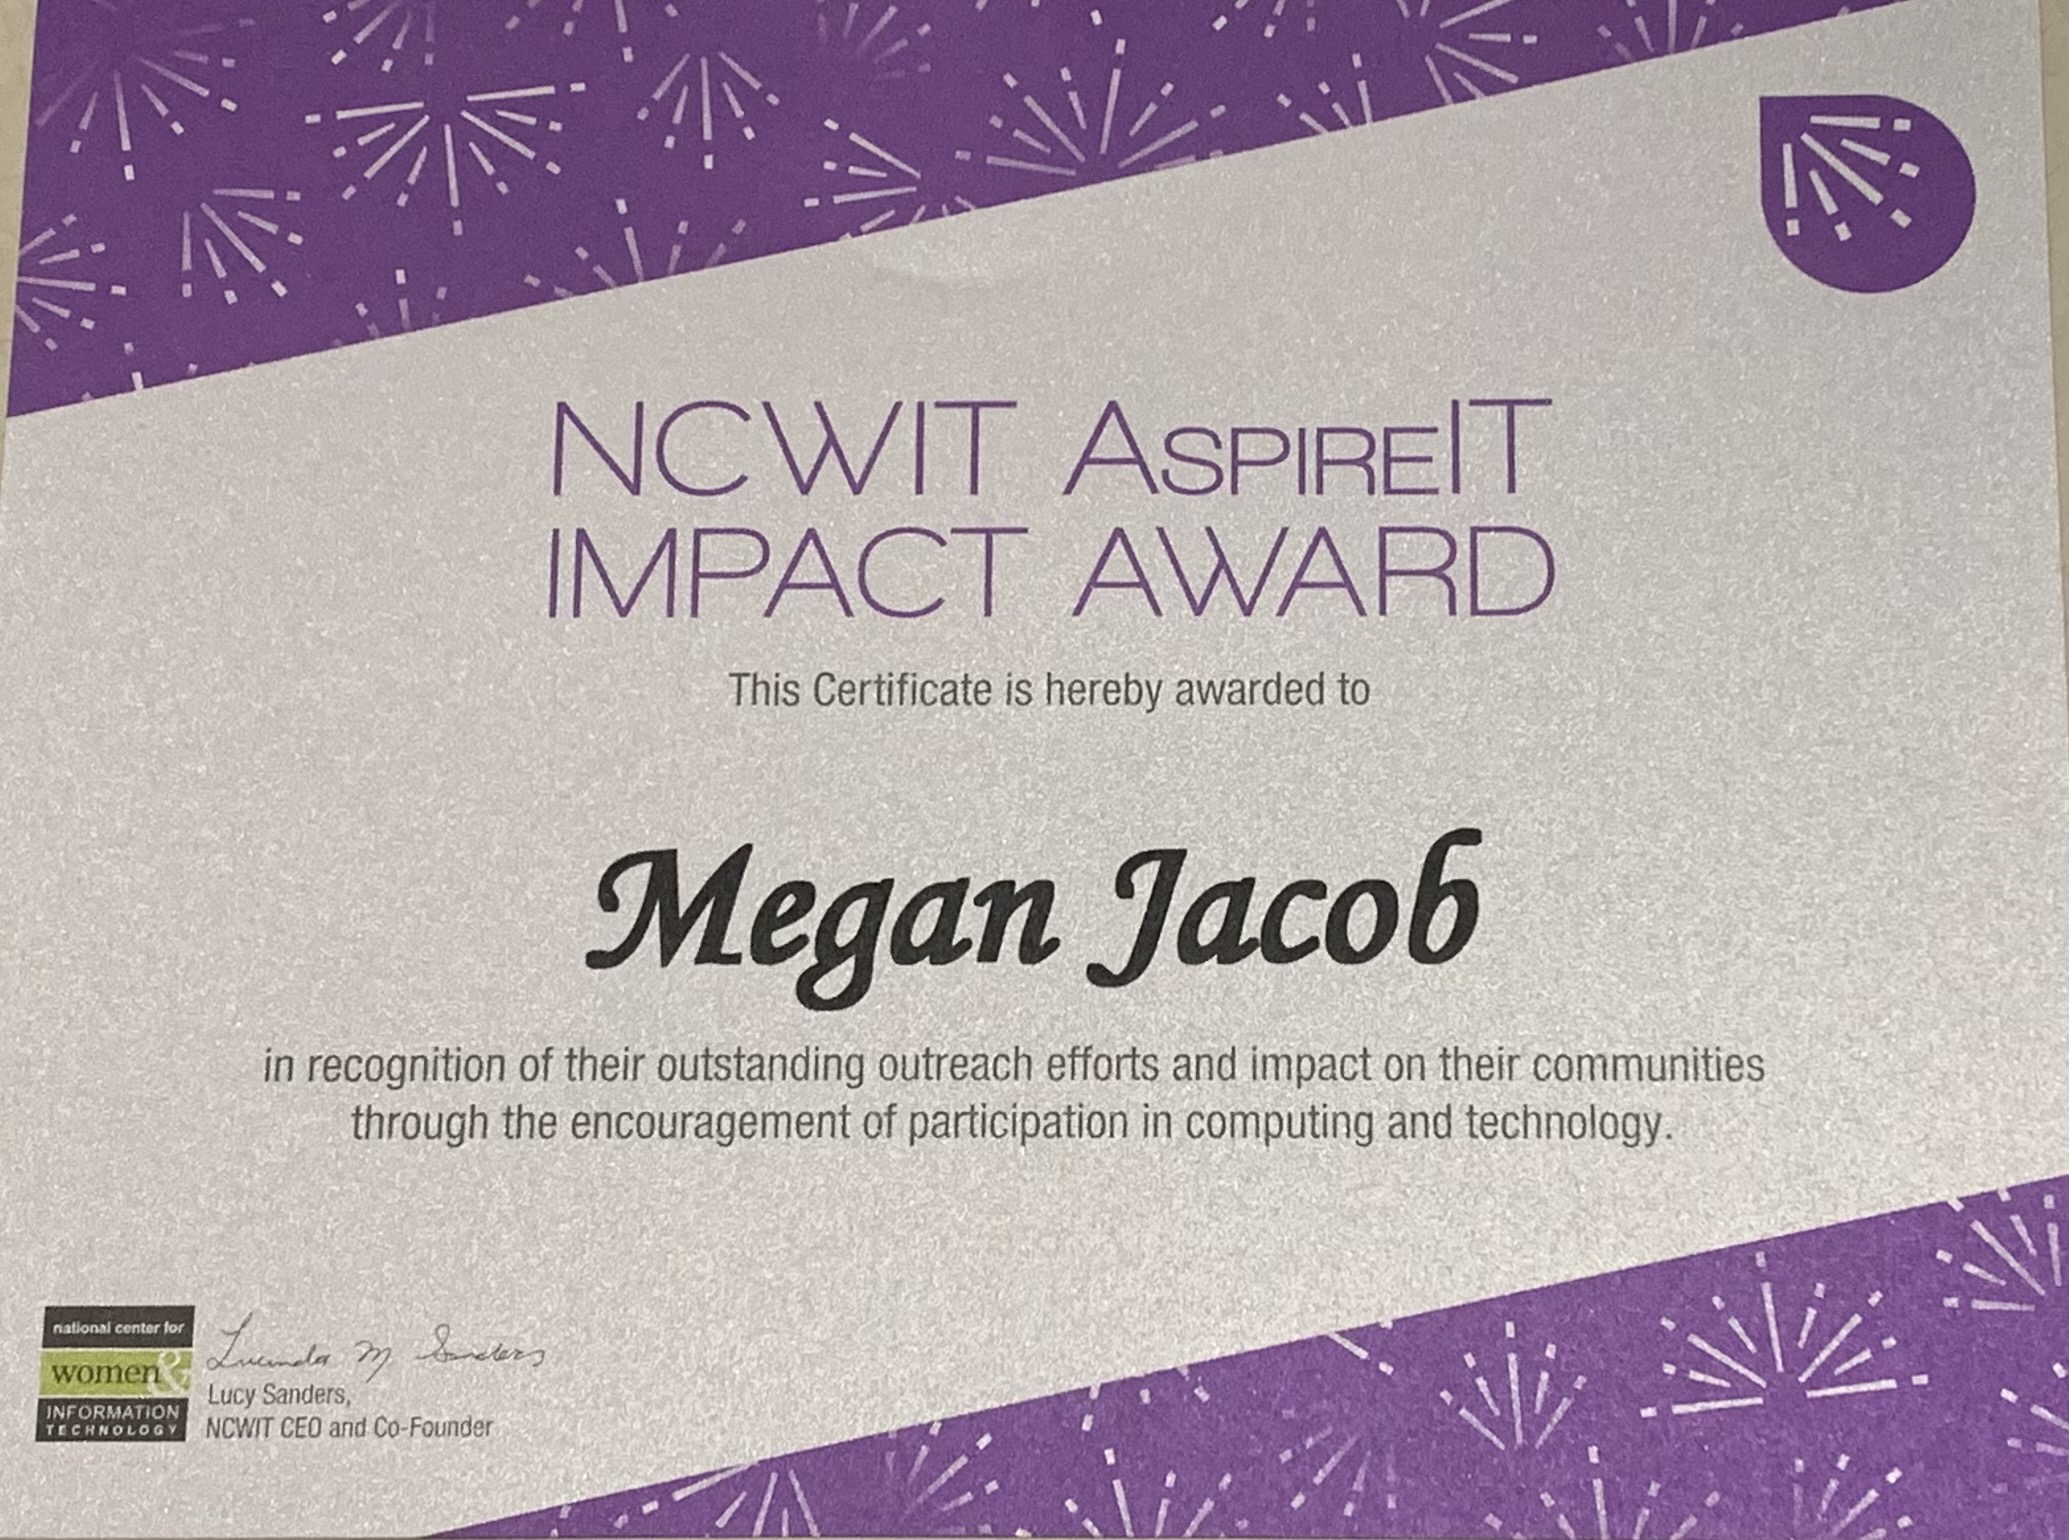 NCWIT AspireIT
IMPACT AWARD
This Certificate is hereby awarded to
Megan Jacob
in recognition of their outstanding outreach efforts and impact on their communities
through the encouragement of participation in computing and technology.
national center for
women &
INFORMATION
TECHNOLOGY
Lucinda M Sanders
Lucy Sanders,
NCWIT CEO and Co-Founder